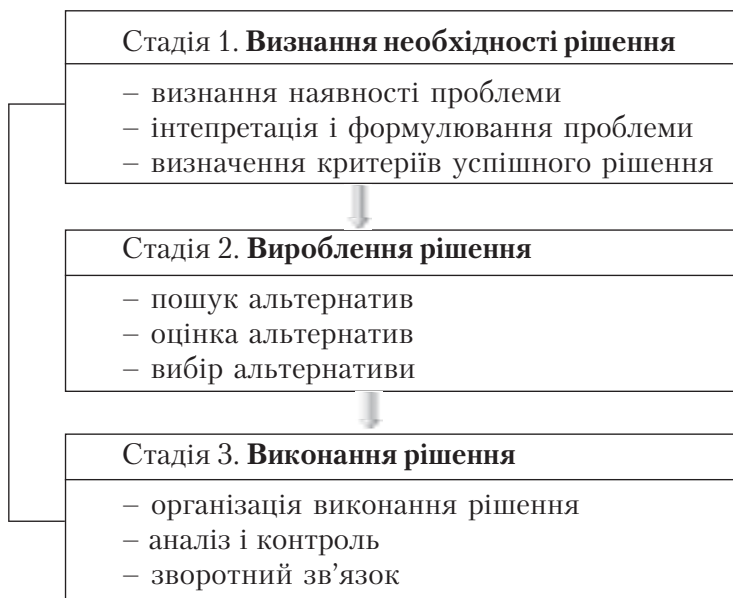 Стадія 1. Визнання необхідності рішення
– визнання наявності проблеми
– інтепретація і формулювання проблеми
– визначення критеріїв успішного рішення
Стадія 2. Вироблення рішення
– пошук альтернатив
– оцінка альтернатив
– вибір альтернативи
Стадія 3. Виконання рішення
– організація виконання рішення
– аналіз і контроль
– зворотний зв’язок